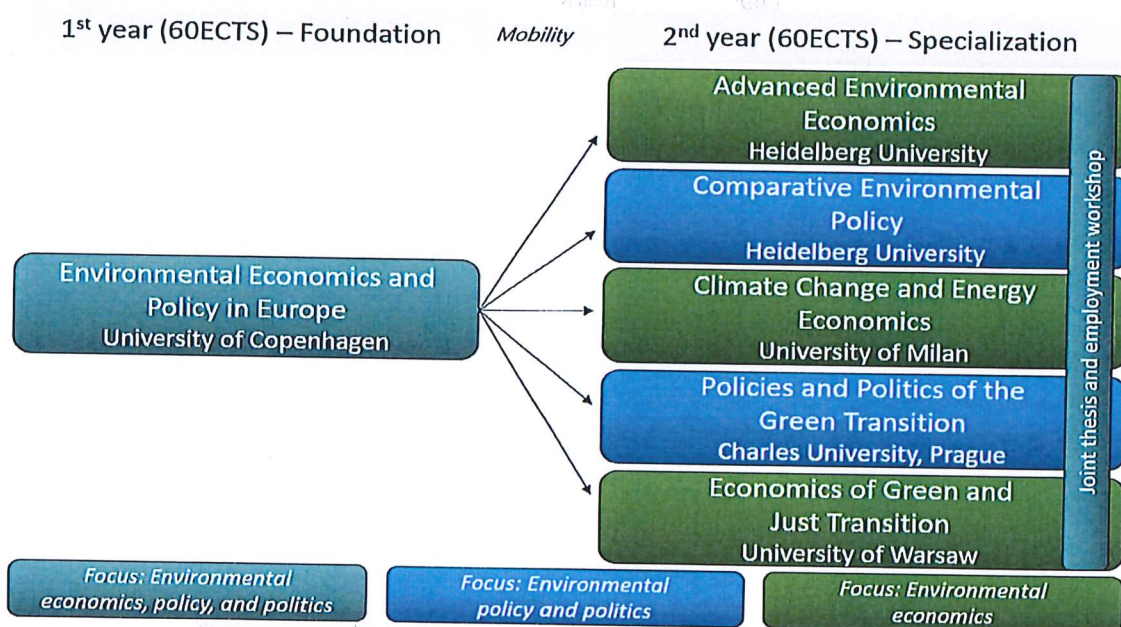 1st year (60ECTS) – Foundation
Mobility
2nd year (60ECTS) – Specialization
Environmental Economics and
Policy in Europe
University of Copenhagen
Advanced Environmental
Economics
Heidelberg University
Comparative Environmental
Policy
Heidelberg University
Climate Change and Energy
Economics
University of Milan
Policies and Politics of the
Green Transition
Charles University, Prague
Economics of Green and
Just Transition
University of Warsaw
Joint thesis and employment workshop
Focus: Environmental
economics, policy, and politics
Focus: Environmental
policy and politics
Focus: Environmental
economics